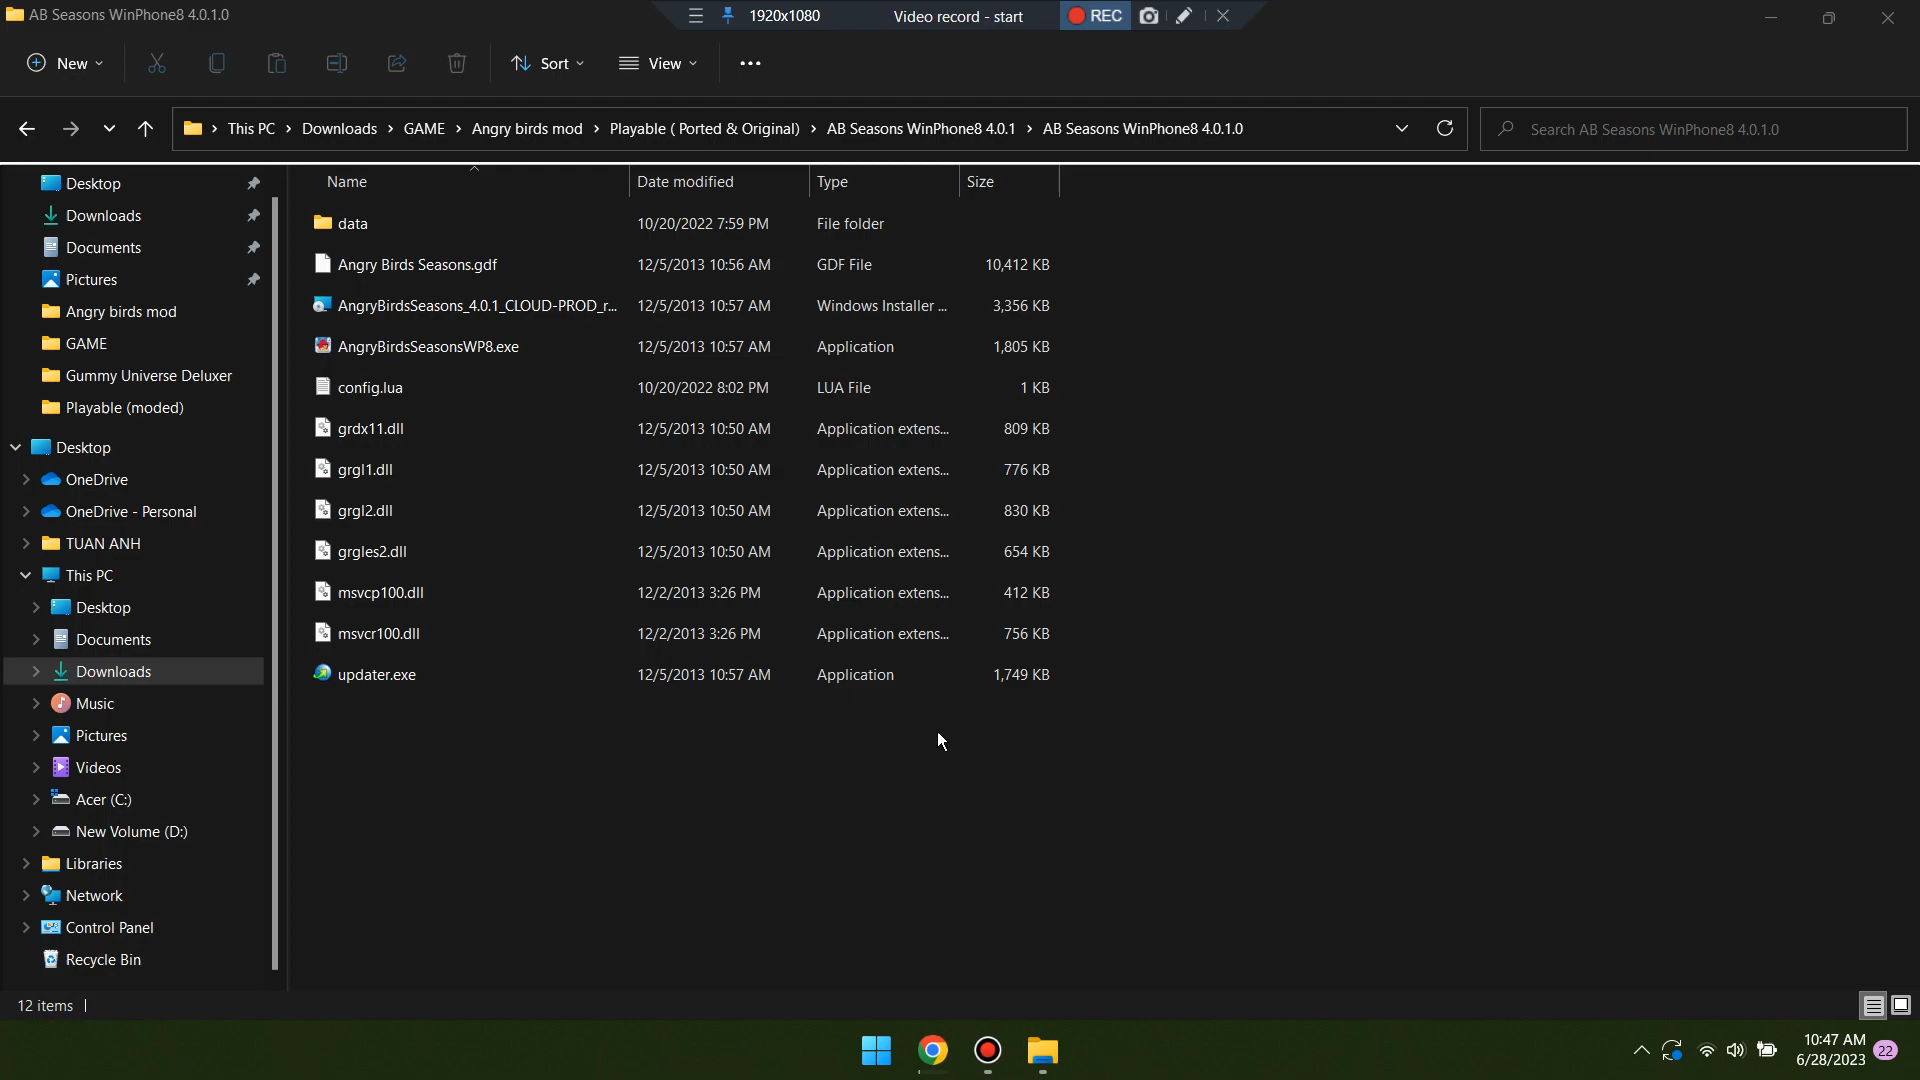 AB Seasons WinPhone8 4.0.1.0
1920x1080
Video record - start
REC
New
Sort
View
This PC > Downloads > GAME > Angry birds mod > Playable ( Ported & Original) > AB Seasons WinPhone8 4.0.1 > AB Seasons WinPhone8 4.0.1.0
Search AB Seasons WinPhone8 4.0.1.0
Desktop
Downloads
Documents
Pictures
Angry birds mod
GAME
Gummy Universe Deluxer
Playable (moded)
Desktop
OneDrive
OneDrive - Personal
TUAN ANH
This PC
Desktop
Documents
Downloads
Music
Pictures
Videos
Acer (C:)
New Volume (D:)
Libraries
Network
Control Panel
Recycle Bin
Name Date modified Type Size
data 10/20/2022 7:59 PM File folder
Angry Birds Seasons.gdf 12/5/2013 10:56 AM GDF File 10,412 KB
AngryBirdsSeasons_4.0.1_CLOUD-PROD_r... 12/5/2013 10:57 AM Windows Installer ... 3,356 KB
AngryBirdsSeasonsWP8.exe 12/5/2013 10:57 AM Application 1,805 KB
config.lua 10/20/2022 8:02 PM LUA File 1 KB
grdx11.dll 12/5/2013 10:50 AM Application extens... 809 KB
grgl1.dll 12/5/2013 10:50 AM Application extens... 776 KB
grgl2.dll 12/5/2013 10:50 AM Application extens... 830 KB
grgles2.dll 12/5/2013 10:50 AM Application extens... 654 KB
msvcp100.dll 12/2/2013 3:26 PM Application extens... 412 KB
msvcr100.dll 12/2/2013 3:26 PM Application extens... 756 KB
updater.exe 12/5/2013 10:57 AM Application 1,749 KB
12 items
10:47 AM
6/28/2023
22